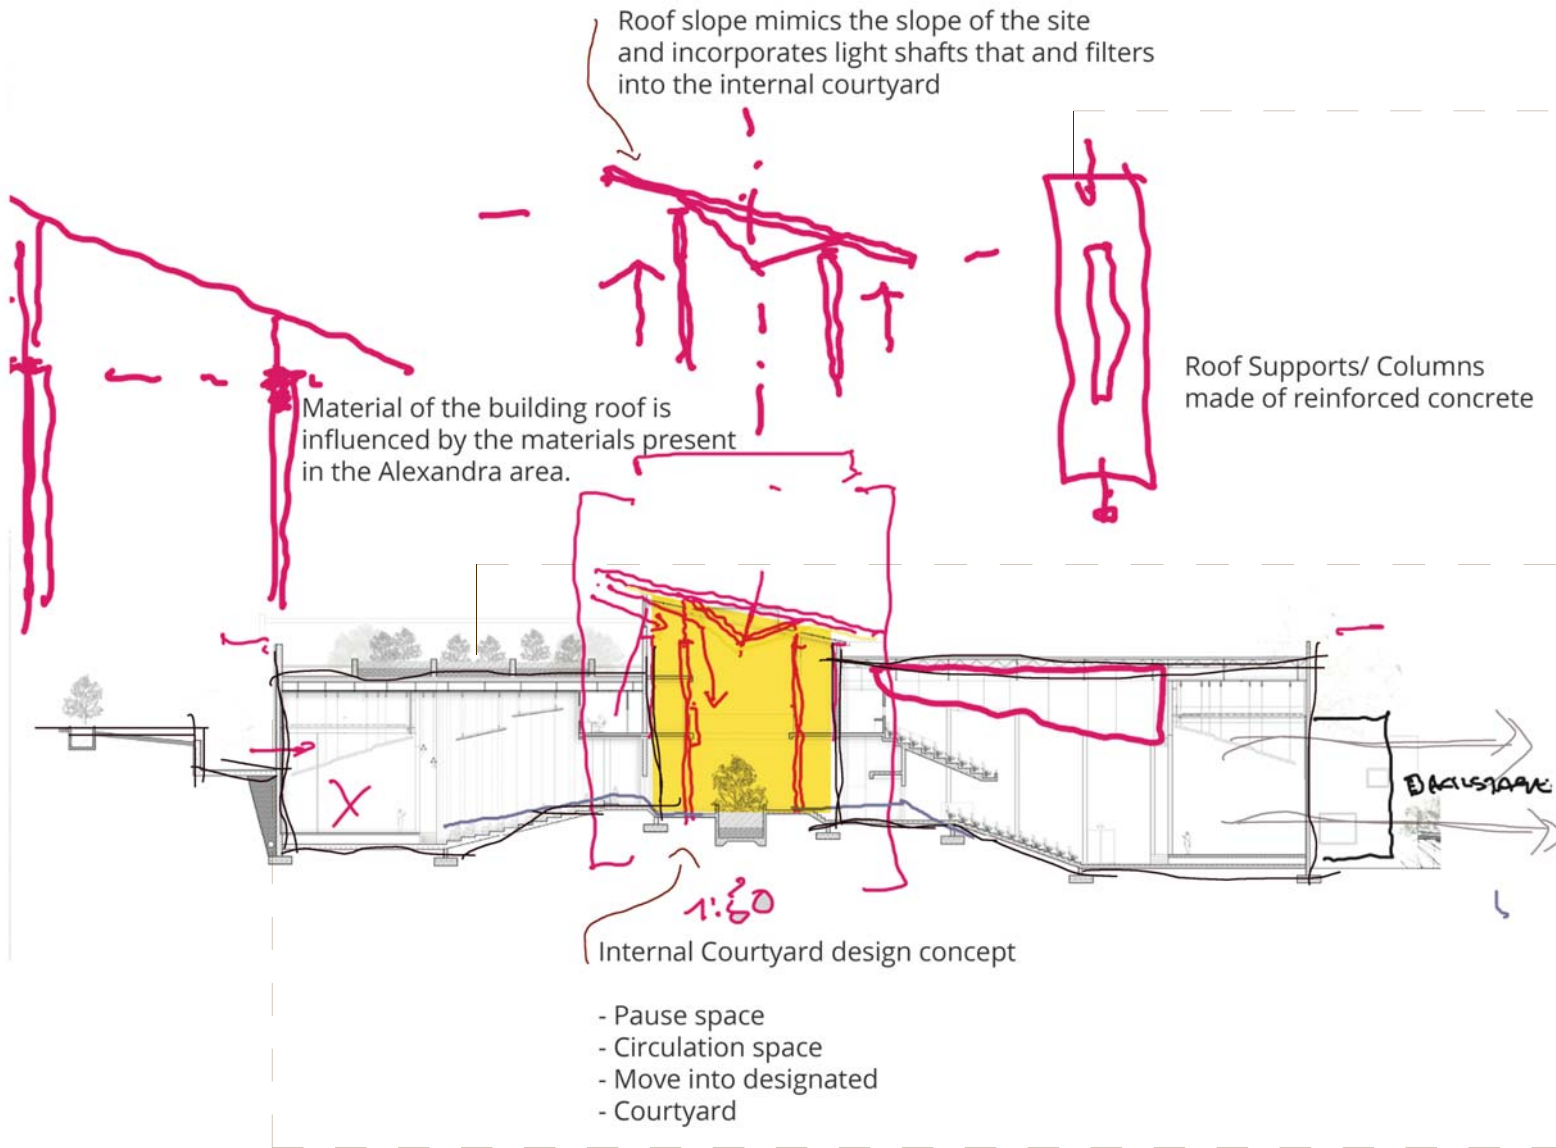 Roof slope mimics the slope of the site
and incorporates light shafts that and filters
into the internal courtyard
Roof Supports/ Columns
made of reinforced concrete
Material of the building roof is
influenced by the materials present
in the Alexandra area.
X
BACKSTAGE
Internal Courtyard design concept
- Pause space
- Circulation space
- Move into designated
- Courtyard